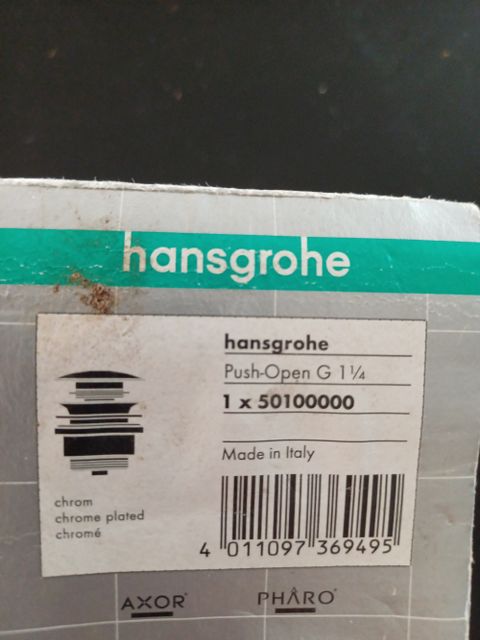 hansgrohe
hansgrohe
Push-Open G 1¼
1 x 50100000
Made in Italy
chrom
chrome plated
chromé
4 011097 369495
AXOR®
PHARO®